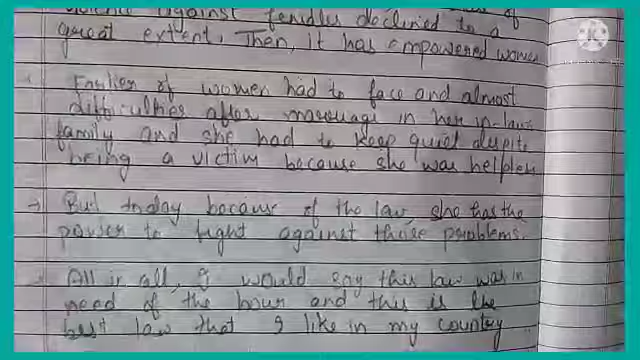 violence against females declined to a
great extent. Then, it has empowered women
Earlier of women had to face and almost
difficulties after marriage in her in-laws
family and she had to keep quiet despite
being a victim because she was helpless
→ But today because of the law, she has the
power to fight against those problems.
All in all, I would say this law was in
need of the hour and this is the
best law that I like in my country